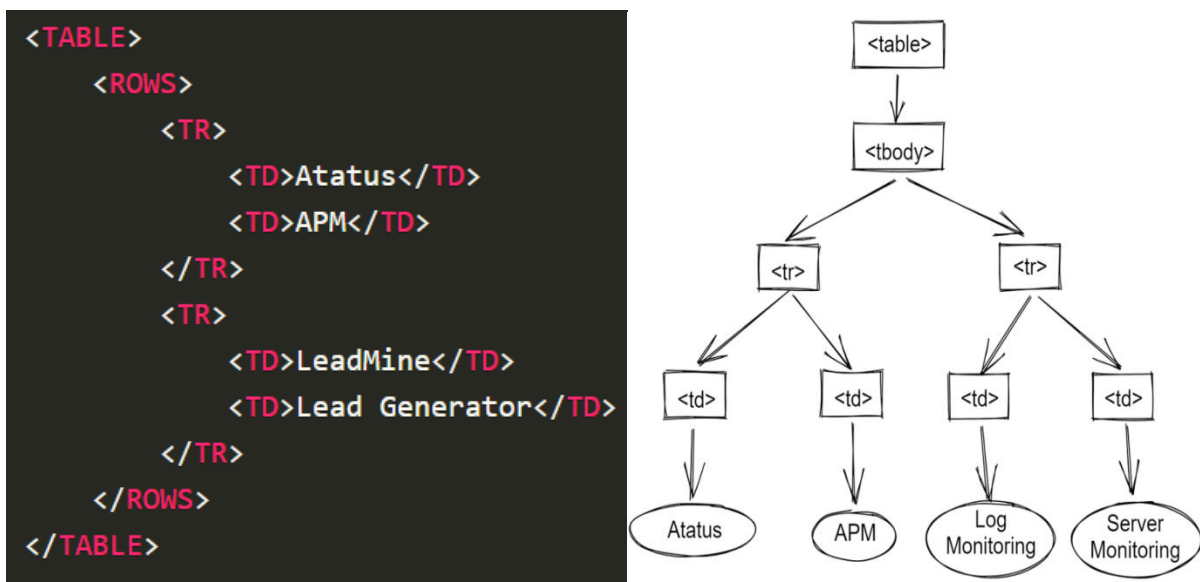 <TABLE>
<ROWS>
<TR>
<TD>Atatus</TD>
<TD>APM</TD>
</TR>
<TR>
<TD>LeadMine</TD>
<TD>Lead Generator</TD>
</TR>
</ROWS>
</TABLE>
<table>
<tbody>
<tr>
<tr>
<td>
<td>
<td>
<td>
Atatus
APM
Log
Monitoring
Server
Monitoring